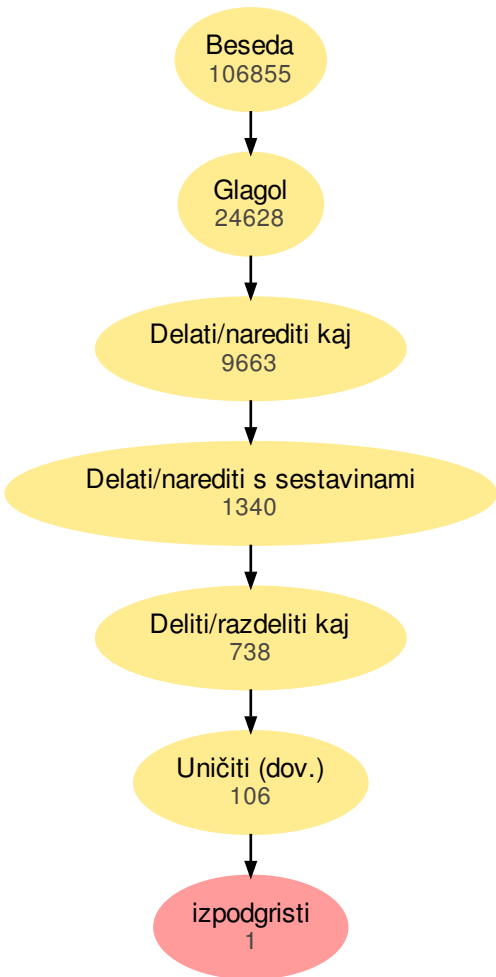 Beseda
106855
Glagol
24628
Delati/narediti kaj
9663
Delati/narediti s sestavinami
1340
Deliti/razdeliti kaj
738
Uničiti (dov.)
106
izpodgristi
1